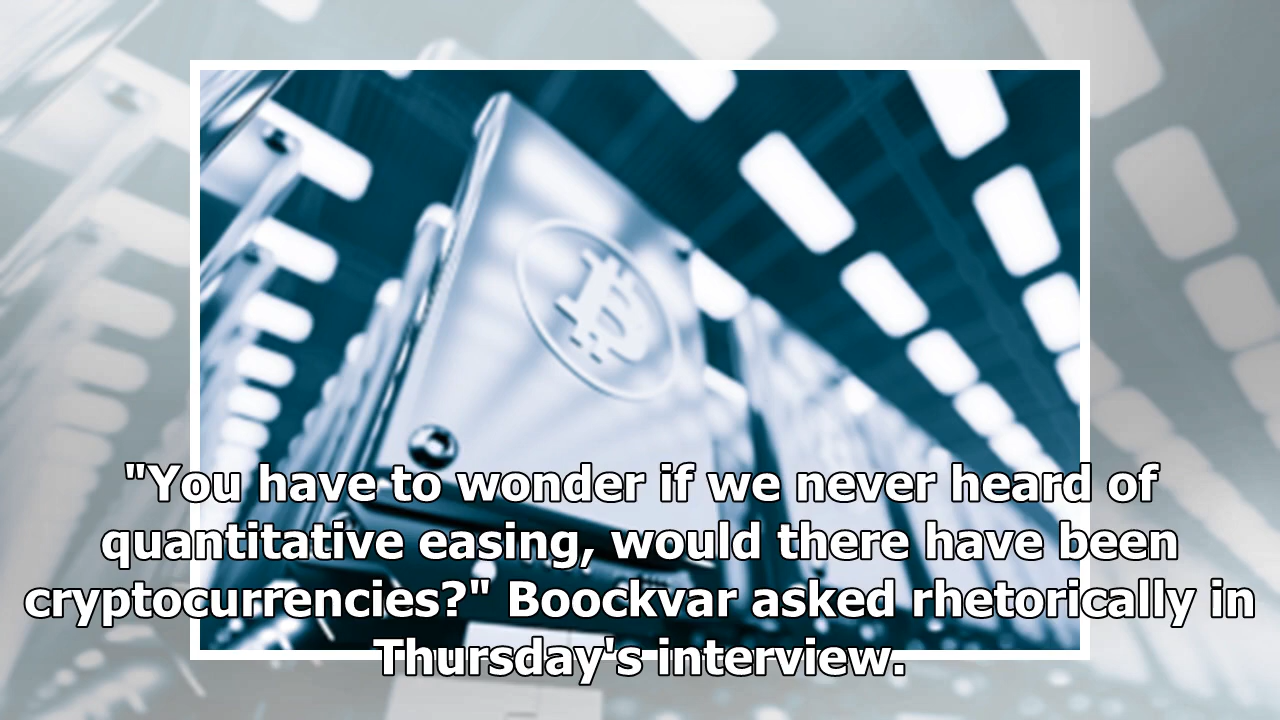 "You have to wonder if we never heard of
quantitative easing, would there have been
cryptocurrencies?" Boockvar asked rhetorically in
Thursday's interview.